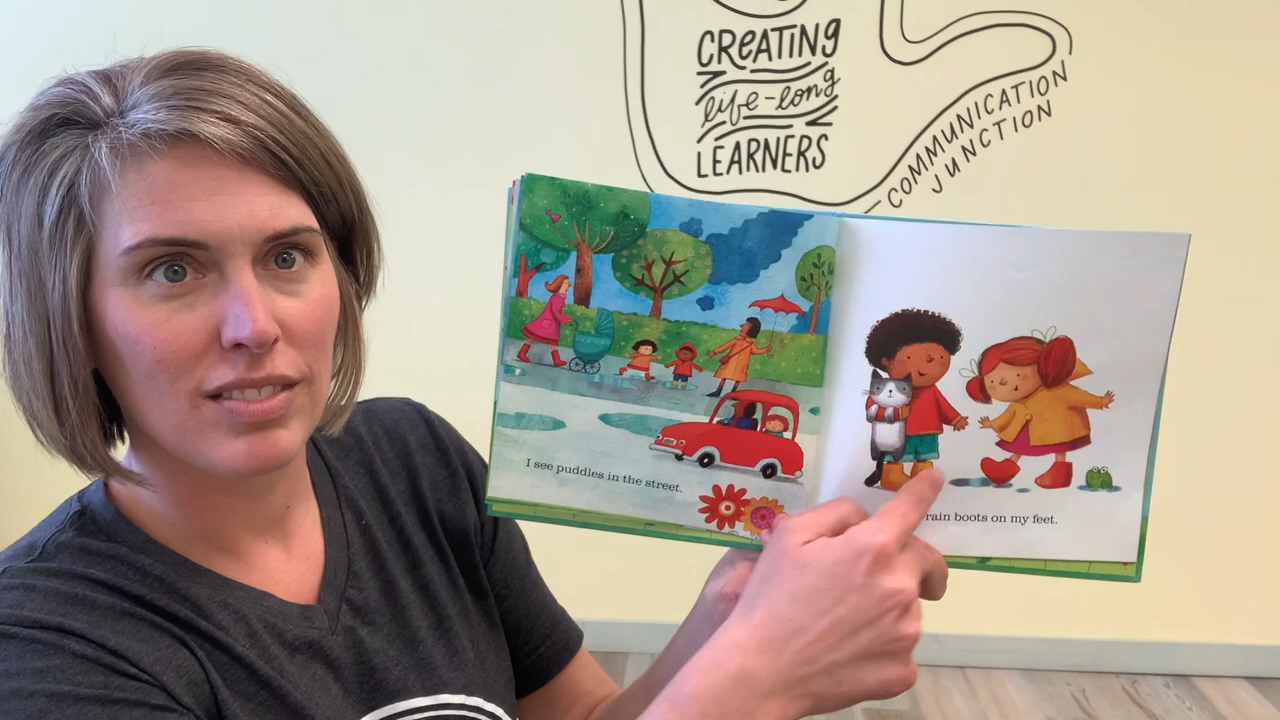 CREATING
life-long
LEARNERS
COMMUNICATION
JUNCTION
I see puddles in the street.
rain boots on my feet.